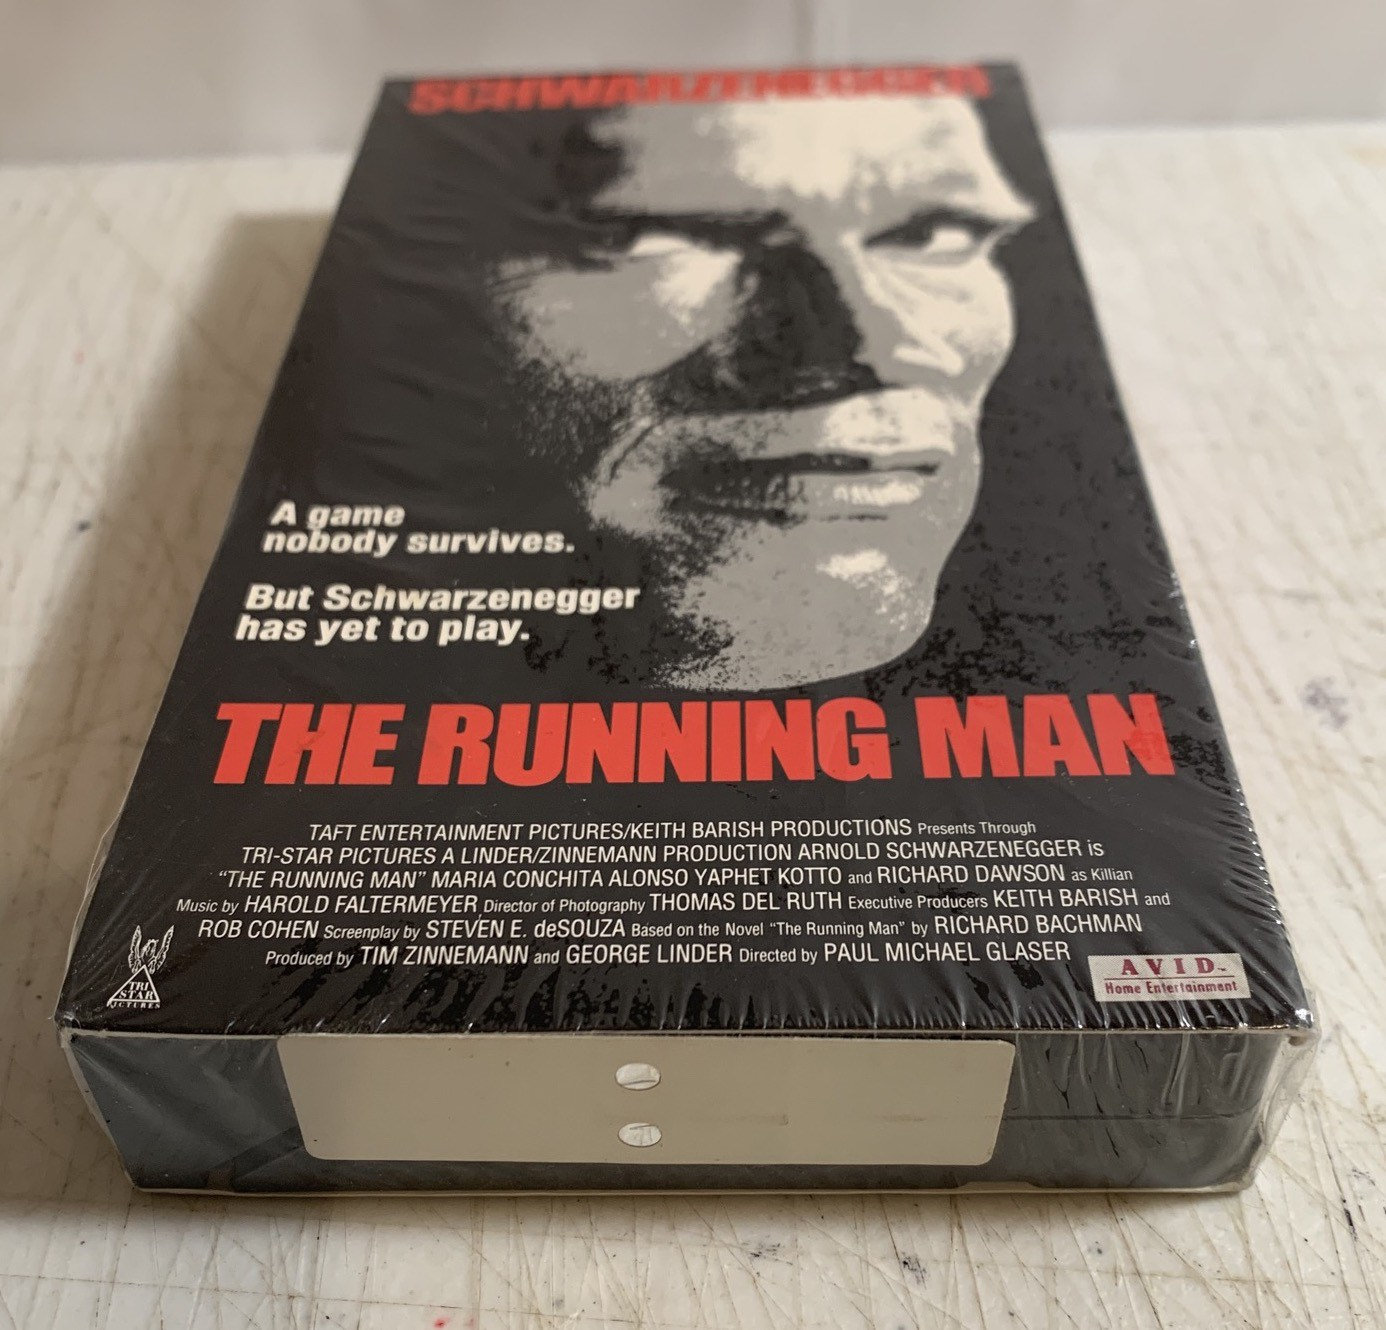 SCHWARZENEGGER
A game
nobody survives.
But Schwarzenegger
has yet to play.
THE RUNNING MAN
TAFT ENTERTAINMENT PICTURES/KEITH BARISH PRODUCTIONS Presents Through
TRI-STAR PICTURES A LINDER/ZINNEMANN PRODUCTION ARNOLD SCHWARZENEGGER is
“THE RUNNING MAN” MARIA CONCHITA ALONSO YAPHET KOTTO and RICHARD DAWSON as Killian
Music by HAROLD FALTERMEYER Director of Photography THOMAS DEL RUTH Executive Producers KEITH BARISH and
ROB COHEN Screenplay by STEVEN E. deSOUZA Based on the Novel “The Running Man” by RICHARD BACHMAN
Produced by TIM ZINNEMANN and GEORGE LINDER Directed by PAUL MICHAEL GLASER
TRI
STAR
PICTURES
AVID™
Home Entertainment